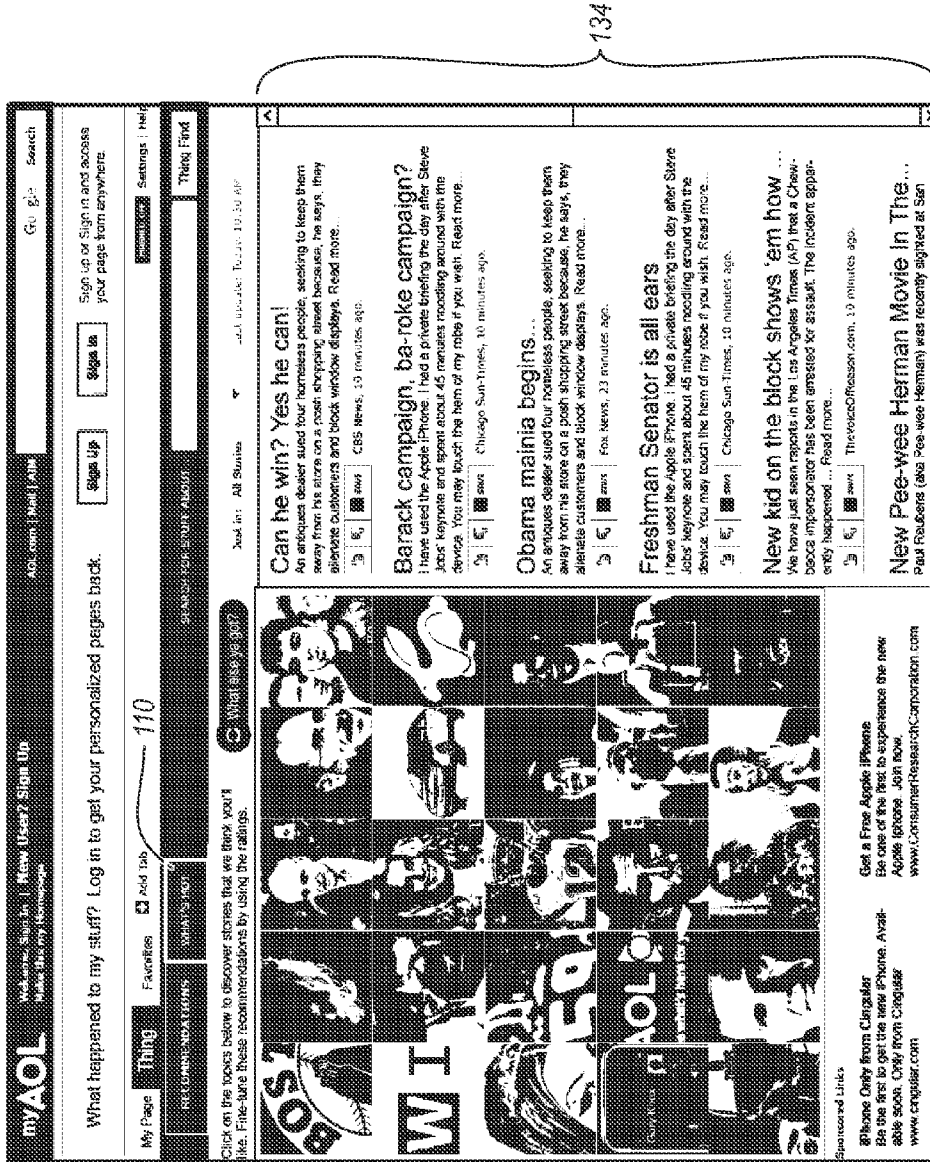 myAOL
Welcome. Sign In | New User? Sign Up
Make this my Homepage
AOL.com | Mail | AIM
Search
What happened to my stuff?  Log in to get your personalized pages back.
Sign Up
Sign In
Sign up or Sign in and access
your page from anywhere.
My Page
Thing
Favorites
Add Tab
110
Settings | Help
RECOMMENDATIONS
WHAT'S HOT
Thing Find
Click on the topics below to discover stories that we think you'll
like. Fine-tune these recommendations by using the ratings.
What else ya got?
Just in:
All Stories
BOS
W I
AOL
Can he win? Yes he can!
An antiques dealer sued four homeless people, seeking to keep them
away from his store on a posh shopping street because, he says, they
alienate customers and block window displays. Read more...
CBS News, 10 minutes ago.
Barack campaign, ba-roke campaign?
I have used the Apple iPhone. I had a private briefing the day after Steve
Jobs' keynote and spent about 45 minutes noodling around with the
device. You may touch the hem of my robe if you wish. Read more...
Chicago Sun-Times, 10 minutes ago.
Obama mainia begins...
An antiques dealer sued four homeless people, seeking to keep them
away from his store on a posh shopping street because, he says, they
alienate customers and block window displays. Read more...
Fox News, 23 minutes ago.
Freshman Senator is all ears
I have used the Apple iPhone. I had a private briefing the day after Steve
Jobs' keynote and spent about 45 minutes noodling around with the
device. You may touch the hem of my robe if you wish. Read more...
Chicago Sun-Times, 10 minutes ago.
New kid on the block shows 'em how ...
We have just seen reports in the Los Angeles Times (AP) that a Chew-
bacca impersonator has been arrested for assault. The incident appar-
ently happened ... Read more...
TheVoiceOfReason.com, 10 minutes ago.
New Pee-wee Herman Movie In The...
Paul Reubens (aka Pee-wee Herman) was recently sighted at San
134
Sponsored Links
iPhone Only from Cingular
Be the first to get the new iPhone. Avail-
able soon. Only from Cingular
www.cingular.com
Get a Free Apple iPhone
Be one of the first to experience the new
Apple Iphone. Join now.
www.ConsumerResearchCorporation.com